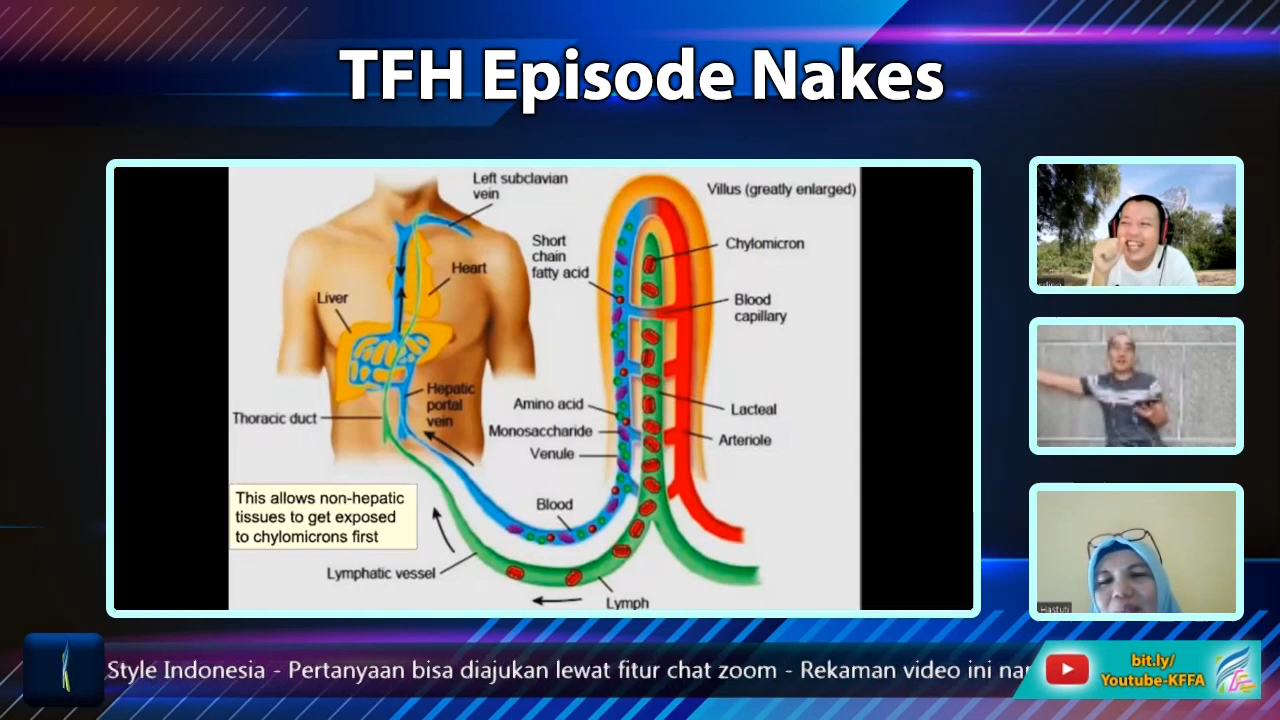 TFH Episode Nakes
Left subclavian
vein
Villus (greatly enlarged)
Short
chain
fatty acid
Chylomicron
Heart
Liver
Blood
capillary
Hepatic
portal
vein
Amino acid
Lacteal
Thoracic duct
Monosaccharide
Arteriole
Venule
This allows non-hepatic
tissues to get exposed
to chylomicrons first
Blood
Lymphatic vessel
Lymph
Hastuti
Style Indonesia - Pertanyaan bisa diajukan lewat fitur chat zoom - Rekaman video ini nar
bit.ly/
Youtube-KFFA